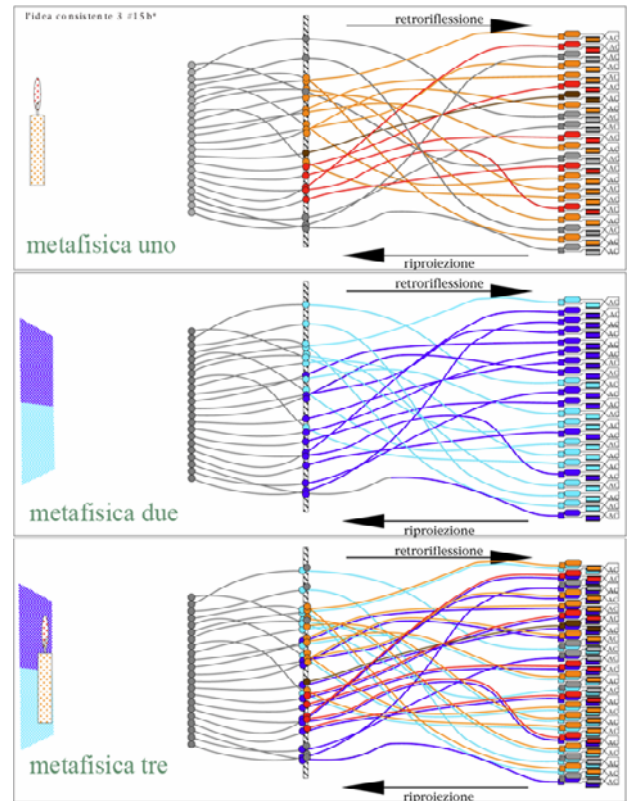 l'idea consistente 3 #15b*
retroriflessione
metafisica uno
riproiezione
retroriflessione
metafisica due
riproiezione
retroriflessione
metafisica tre
riproiezione